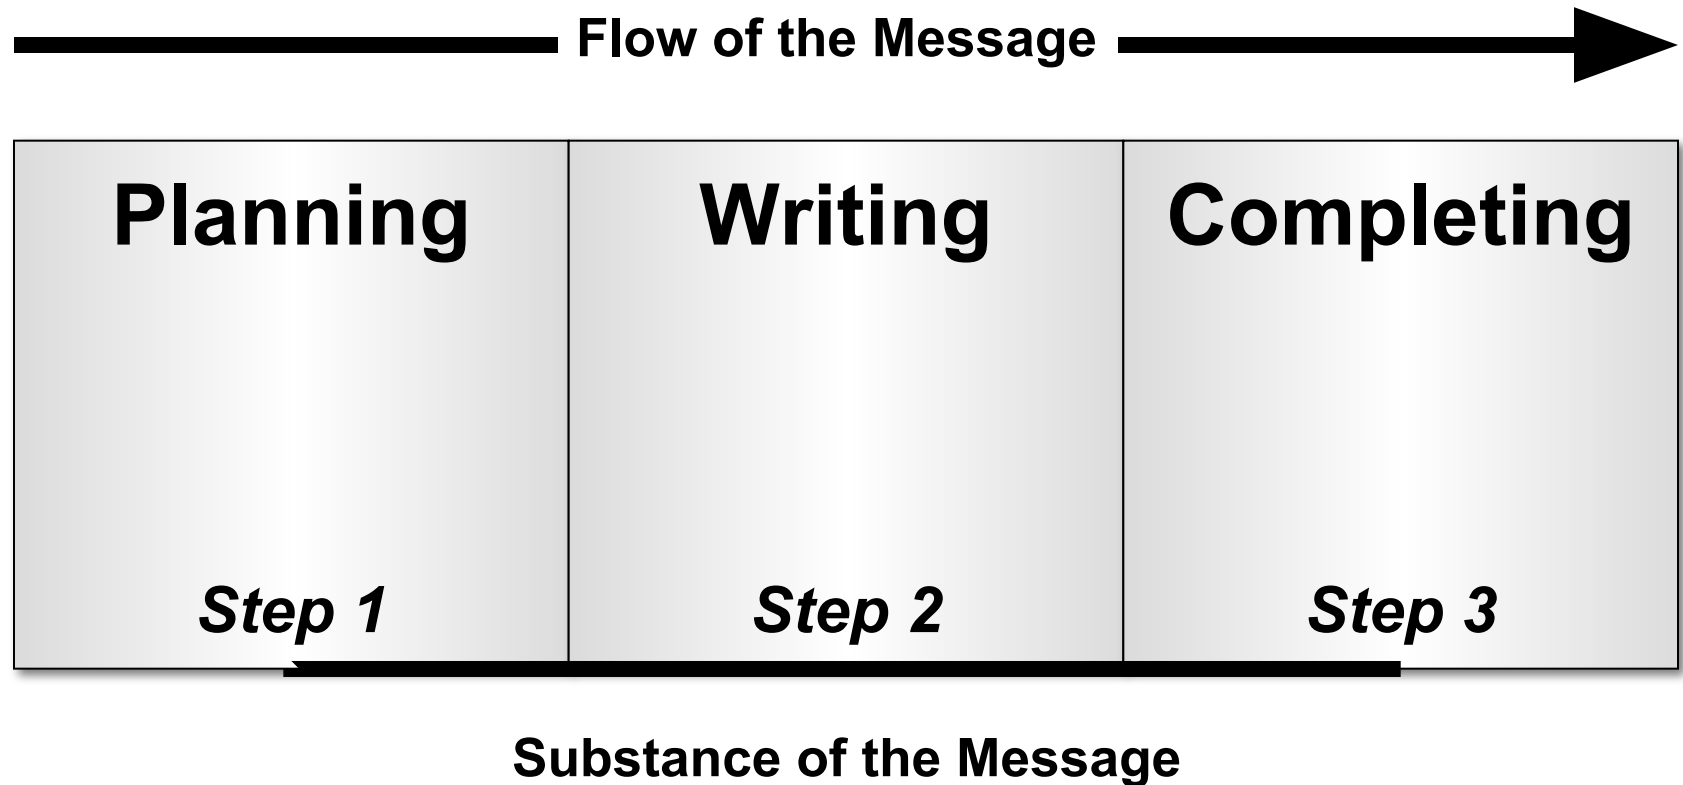 Flow of the Message
Planning Writing Completing
Step 1 Step 2 Step 3
Substance of the Message